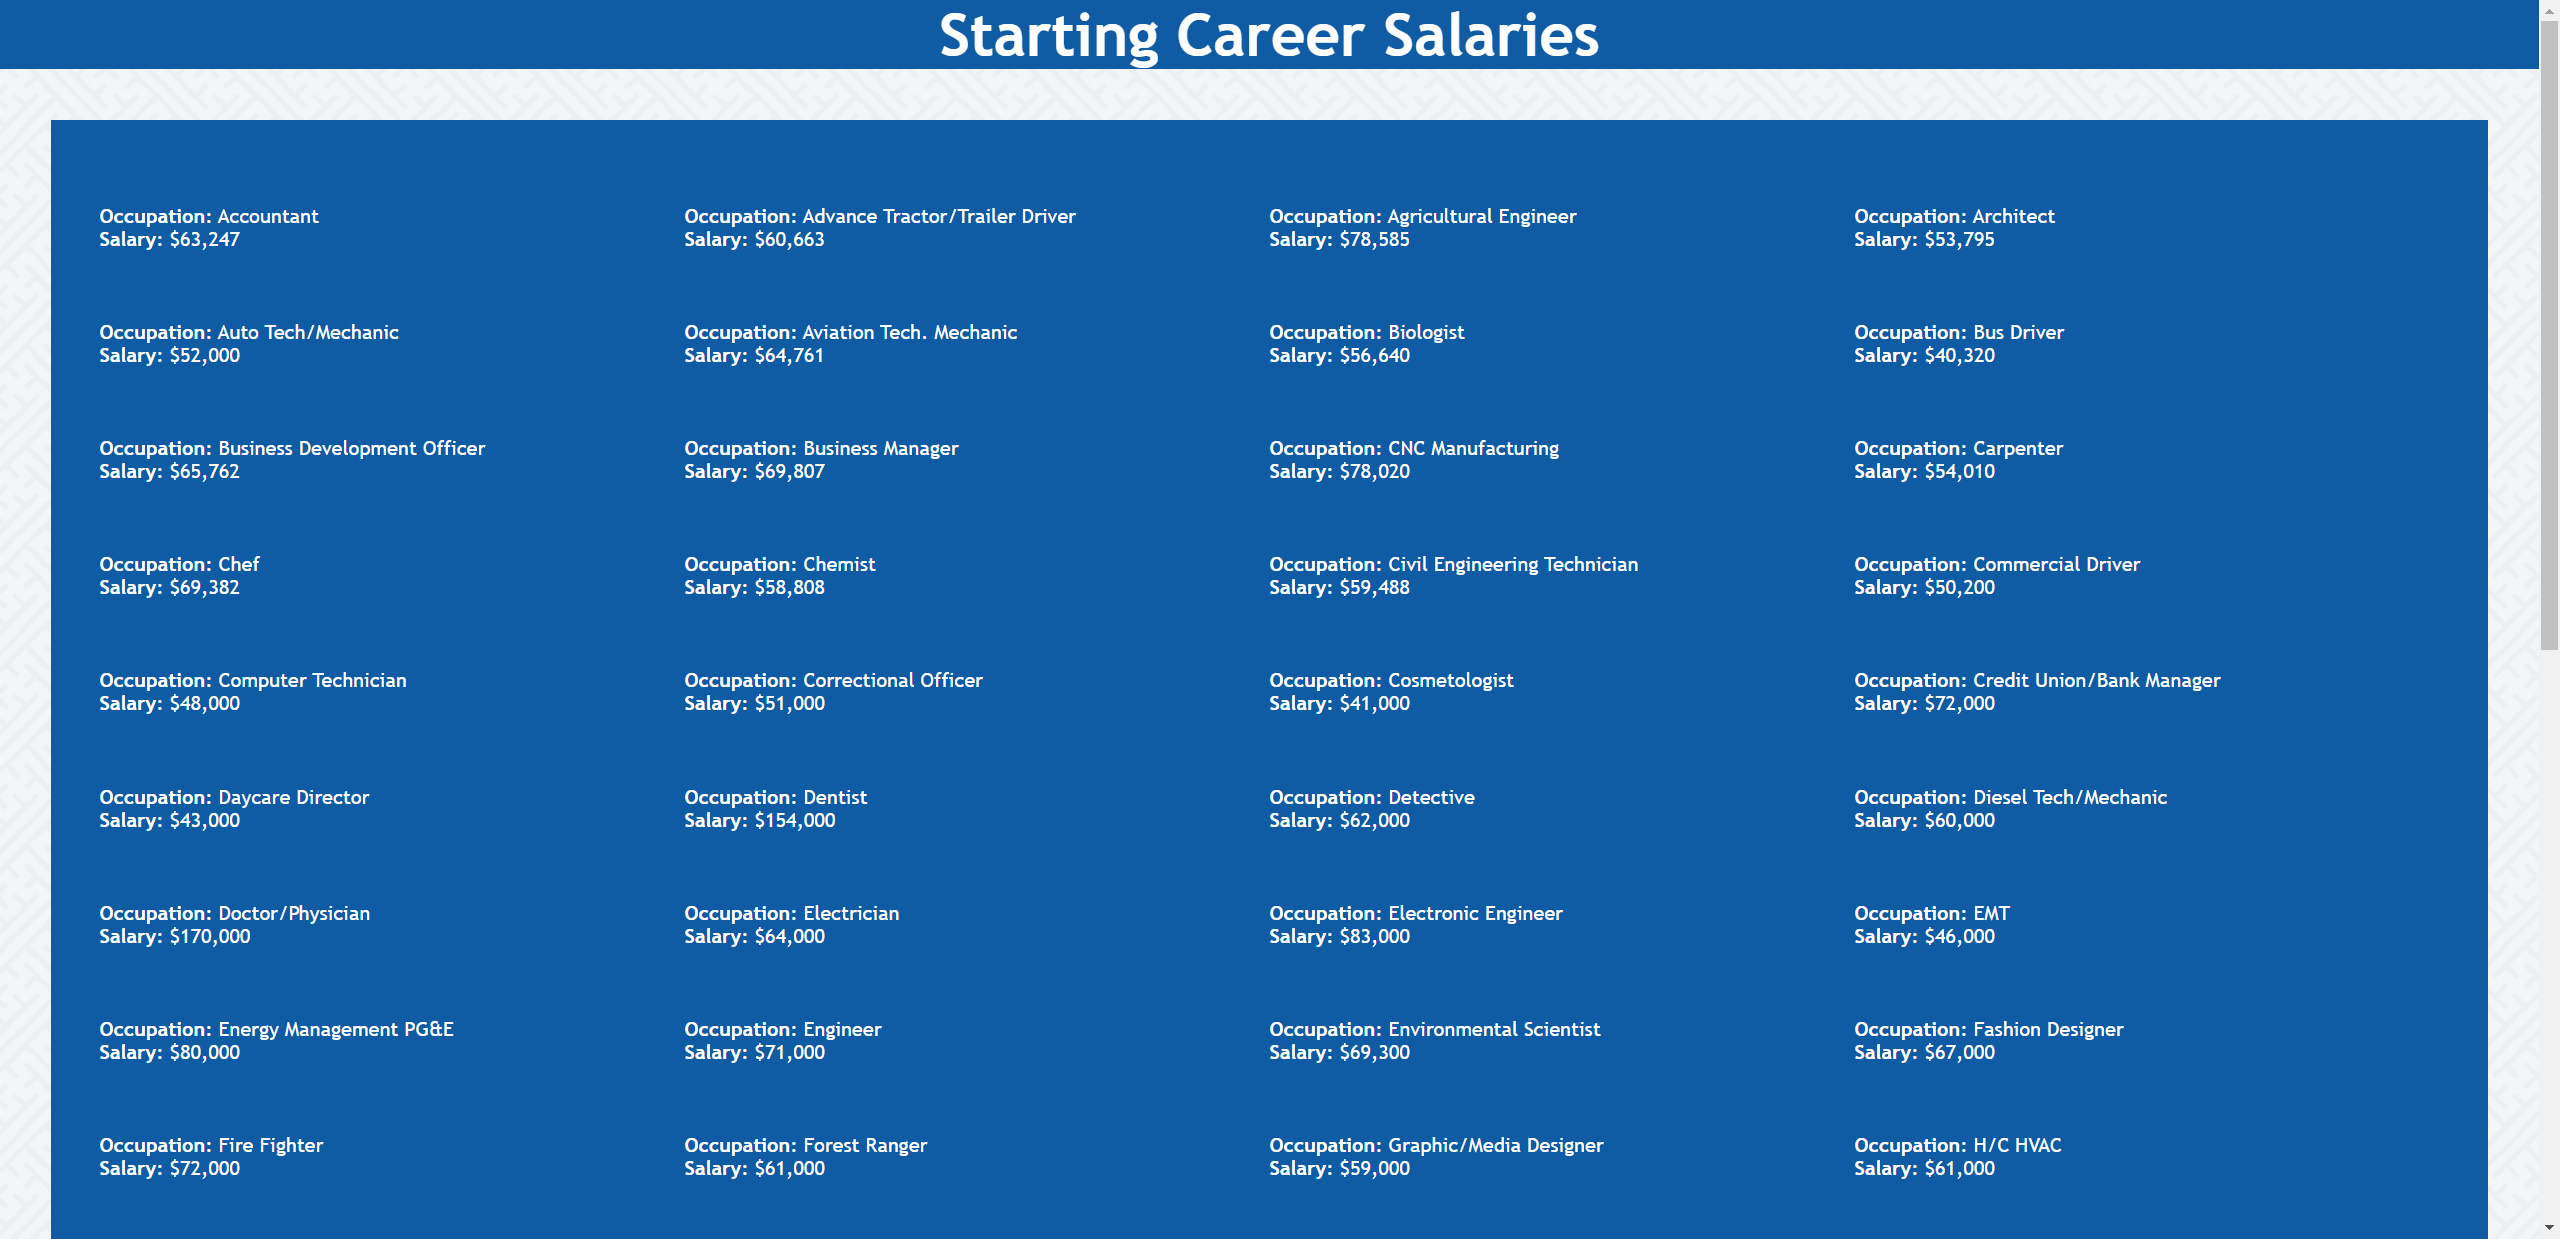 Starting Career Salaries
Occupation: Accountant
Salary: $63,247
Occupation: Advance Tractor/Trailer Driver
Salary: $60,663
Occupation: Agricultural Engineer
Salary: $78,585
Occupation: Architect
Salary: $53,795
Occupation: Auto Tech/Mechanic
Salary: $52,000
Occupation: Aviation Tech. Mechanic
Salary: $64,761
Occupation: Biologist
Salary: $56,640
Occupation: Bus Driver
Salary: $40,320
Occupation: Business Development Officer
Salary: $65,762
Occupation: Business Manager
Salary: $69,807
Occupation: CNC Manufacturing
Salary: $78,020
Occupation: Carpenter
Salary: $54,010
Occupation: Chef
Salary: $69,382
Occupation: Chemist
Salary: $58,808
Occupation: Civil Engineering Technician
Salary: $59,488
Occupation: Commercial Driver
Salary: $50,200
Occupation: Computer Technician
Salary: $48,000
Occupation: Correctional Officer
Salary: $51,000
Occupation: Cosmetologist
Salary: $41,000
Occupation: Credit Union/Bank Manager
Salary: $72,000
Occupation: Daycare Director
Salary: $43,000
Occupation: Dentist
Salary: $154,000
Occupation: Detective
Salary: $62,000
Occupation: Diesel Tech/Mechanic
Salary: $60,000
Occupation: Doctor/Physician
Salary: $170,000
Occupation: Electrician
Salary: $64,000
Occupation: Electronic Engineer
Salary: $83,000
Occupation: EMT
Salary: $46,000
Occupation: Energy Management PG&E
Salary: $80,000
Occupation: Engineer
Salary: $71,000
Occupation: Environmental Scientist
Salary: $69,300
Occupation: Fashion Designer
Salary: $67,000
Occupation: Fire Fighter
Salary: $72,000
Occupation: Forest Ranger
Salary: $61,000
Occupation: Graphic/Media Designer
Salary: $59,000
Occupation: H/C HVAC
Salary: $61,000